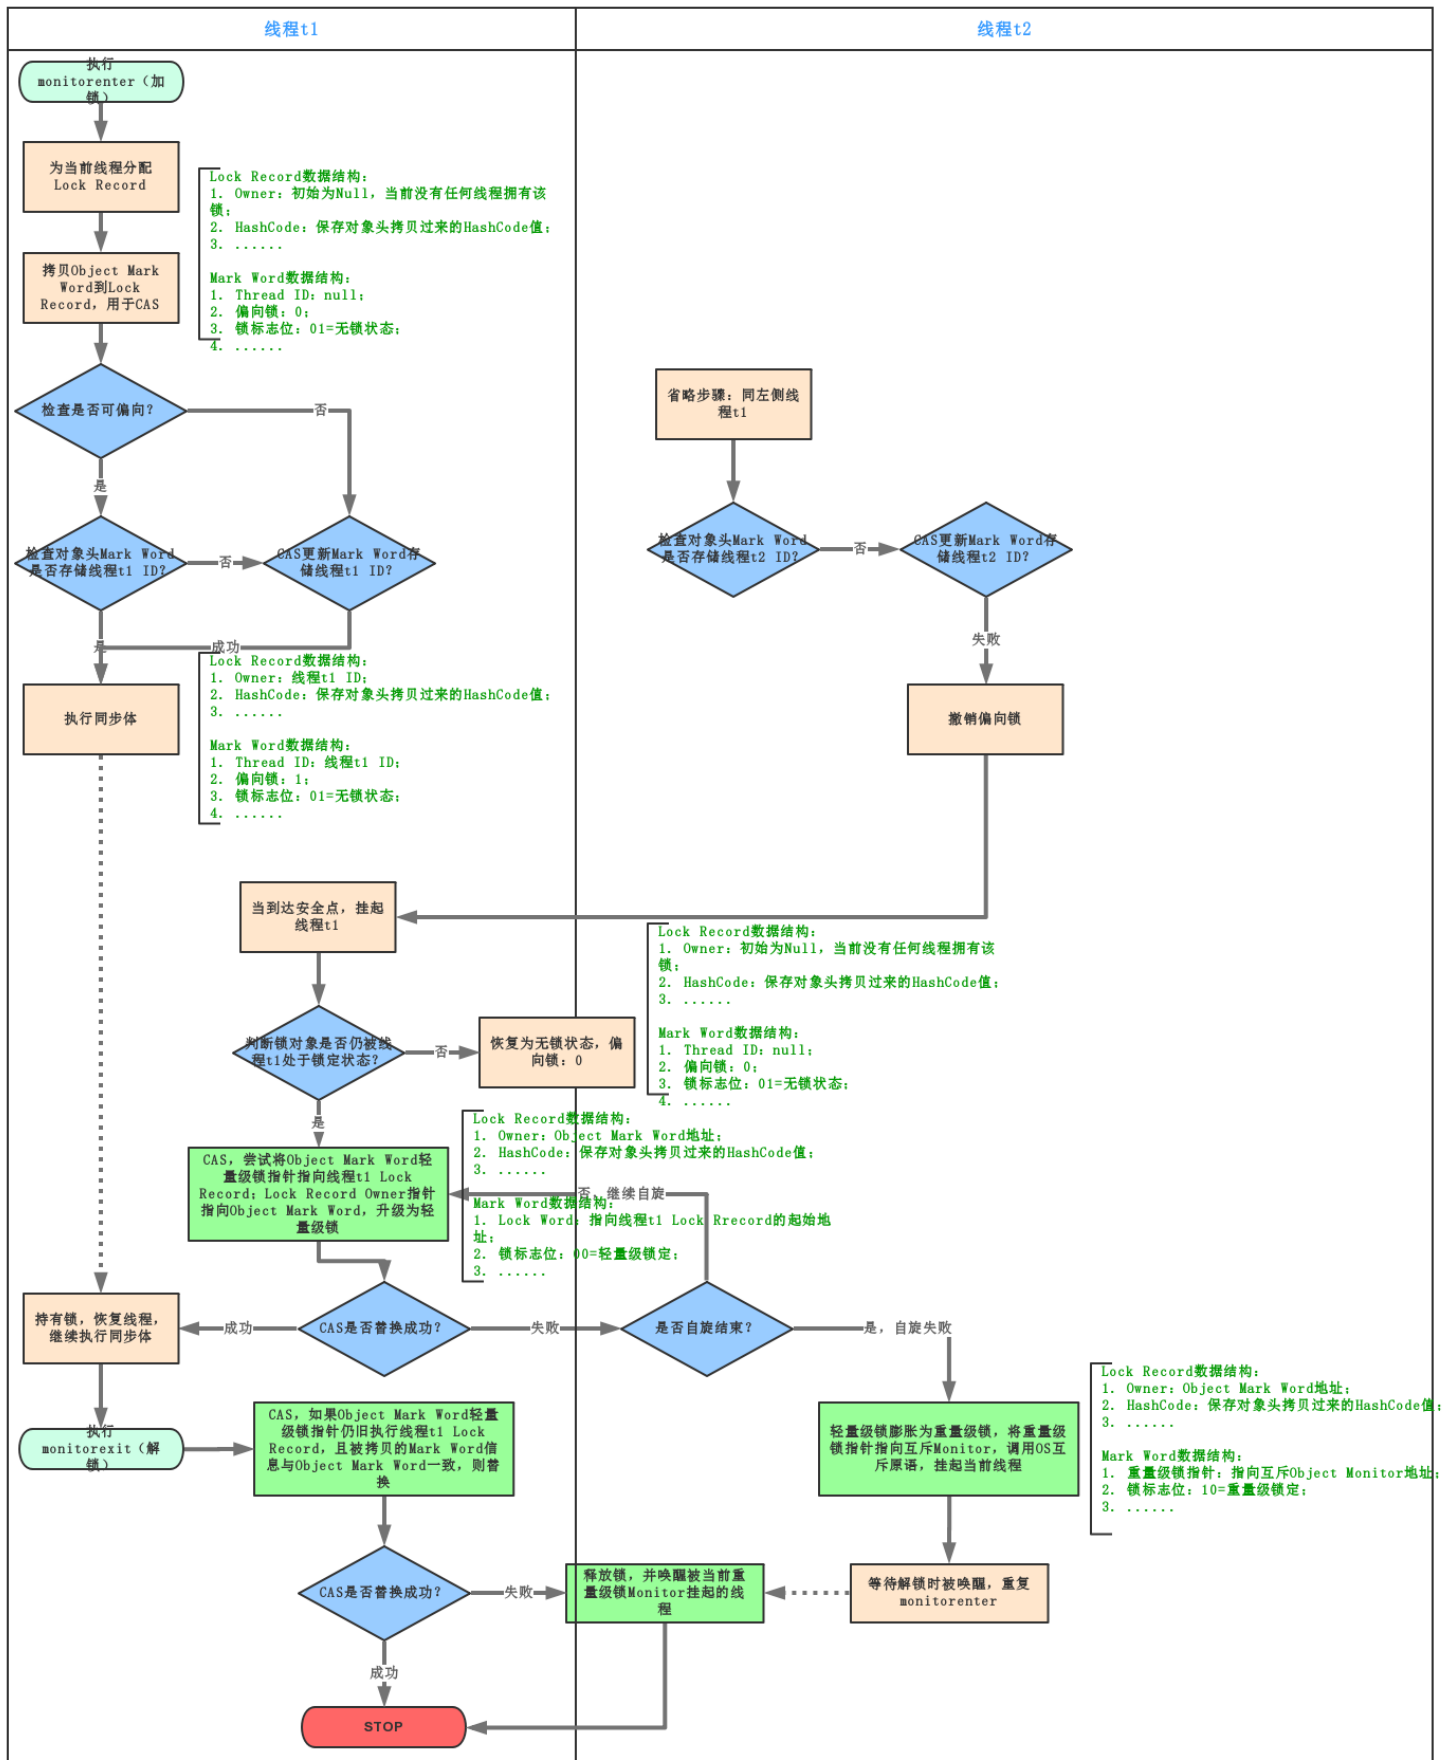 线程t1
线程t2
执行
monitorenter（加
锁）
为当前线程分配
Lock Record
Lock Record数据结构：
1. Owner：初始为Null，当前没有任何线程拥有该
锁；
2. HashCode：保存对象头拷贝过来的HashCode值；
3. ......
Mark Word数据结构：
1. Thread ID：null；
2. 偏向锁：0；
3. 锁标志位：01=无锁状态；
4. ......
拷贝Object Mark
Word到Lock
Record，用于CAS
检查是否可偏向？
否
是
省略步骤：同左侧线
程t1
检查对象头Mark Word
是否存储线程t1 ID？
否
CAS更新Mark Word存
储线程t1 ID？
检查对象头Mark Word
是否存储线程t2 ID？
否
CAS更新Mark Word存
储线程t2 ID？
是
成功
失败
Lock Record数据结构：
1. Owner：线程t1 ID；
2. HashCode：保存对象头拷贝过来的HashCode值；
3. ......
Mark Word数据结构：
1. Thread ID：线程t1 ID；
2. 偏向锁：1；
3. 锁标志位：01=无锁状态；
4. ......
执行同步体
撤销偏向锁
当到达安全点，挂起
线程t1
Lock Record数据结构：
1. Owner：初始为Null，当前没有任何线程拥有该
锁；
2. HashCode：保存对象头拷贝过来的HashCode值；
3. ......
Mark Word数据结构：
1. Thread ID：null；
2. 偏向锁：0；
3. 锁标志位：01=无锁状态；
4. ......
判断锁对象是否仍被线
程t1处于锁定状态？
否
恢复为无锁状态，偏
向锁：0
是
Lock Record数据结构：
1. Owner：Object Mark Word地址；
2. HashCode：保存对象头拷贝过来的HashCode值；
3. ......
Mark Word数据结构：
1. Lock Word：指向线程t1 Lock Rrecord的起始地
址；
2. 锁标志位：00=轻量级锁定；
3. ......
CAS，尝试将Object Mark Word轻
量级锁指针指向线程t1 Lock
Record；Lock Record Owner指针
指向Object Mark Word，升级为轻
量级锁
否，继续自旋
持有锁，恢复线程，
继续执行同步体
成功
CAS是否替换成功？
失败
是否自旋结束？
是，自旋失败
Lock Record数据结构：
1. Owner：Object Mark Word地址；
2. HashCode：保存对象头拷贝过来的HashCode值；
3. ......
Mark Word数据结构：
1. 重量级锁指针：指向互斥Object Monitor地址；
2. 锁标志位：10=重量级锁定；
3. ......
执行
monitorexit（解
锁）
CAS，如果Object Mark Word轻量
级锁指针仍旧执行线程t1 Lock
Record，且被拷贝的Mark Word信
息与Object Mark Word一致，则替
换
轻量级锁膨胀为重量级锁，将重量级
锁指针指向互斥Monitor，调用OS互
斥原语，挂起当前线程
CAS是否替换成功？
失败
释放锁，并唤醒被当前重
量级锁Monitor挂起的线
程
等待解锁时被唤醒，重复
monitorenter
成功
STOP